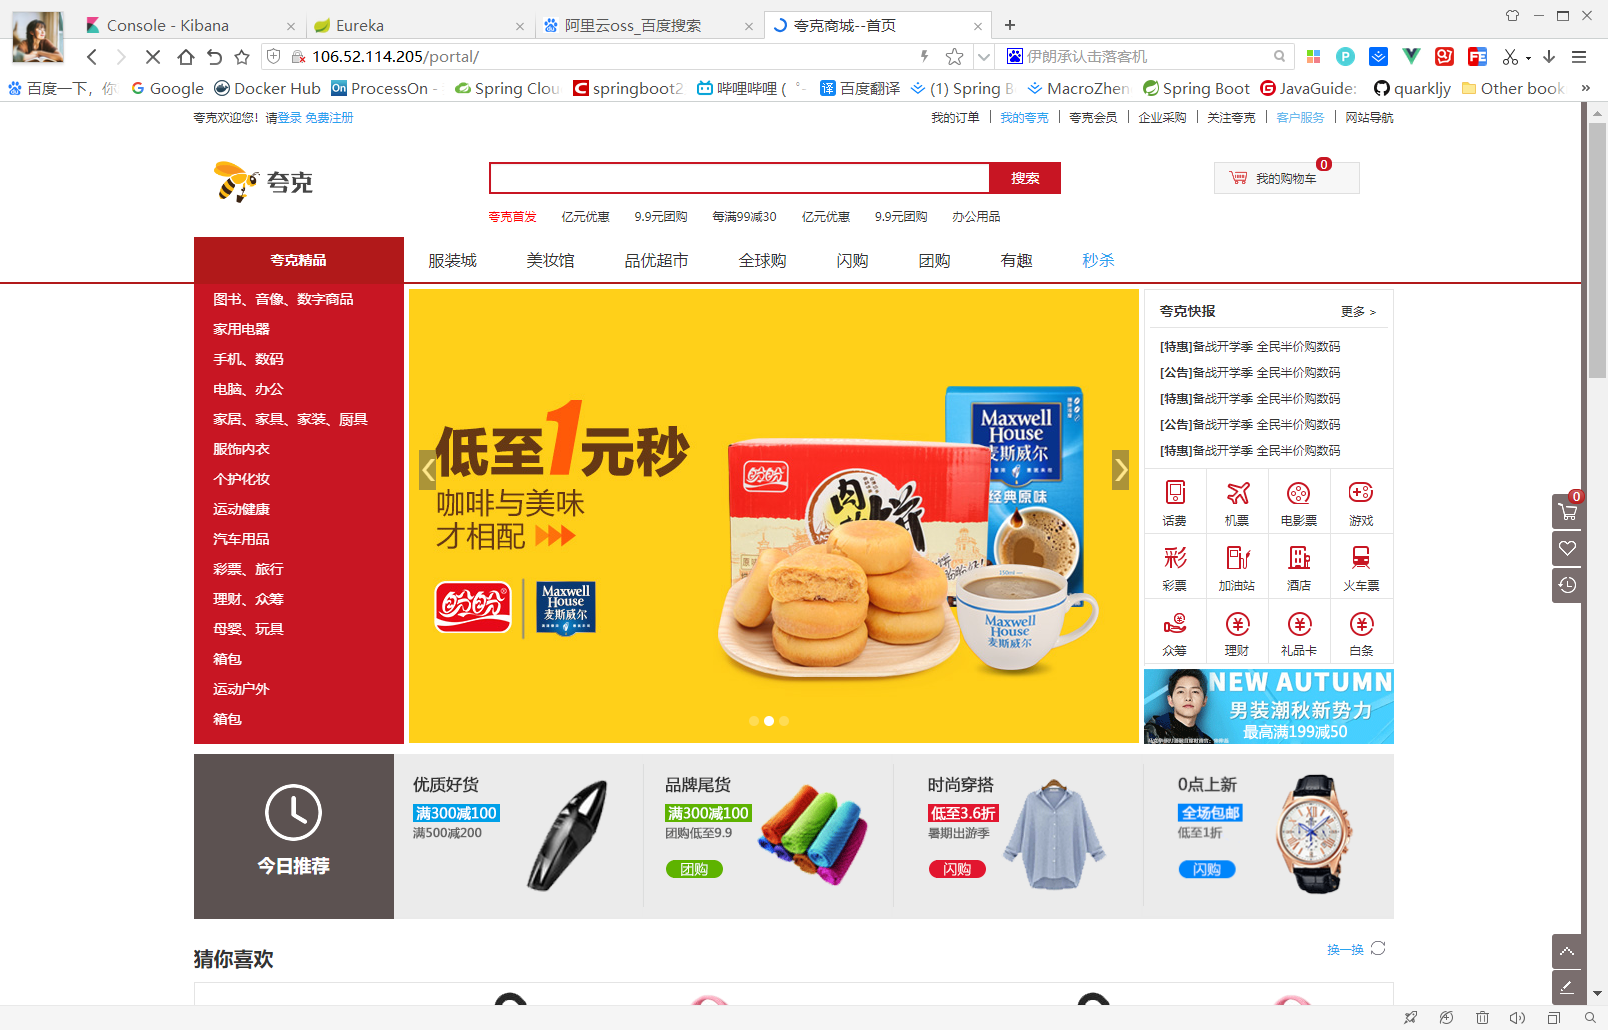 Console - Kibana
Eureka
阿里云oss_百度搜索
夸克商城--首页
106.52.114.205/portal/
伊朗承认击落客机
百度一下，你
Google
Docker Hub
ProcessOn -
Spring Clou
springboot2
哔哩哔哩 ( ゜-
百度翻译
(1) Spring B
MacroZhen
Spring Boot
JavaGuide:
quarkljy
Other book
夸克欢迎您！请登录 免费注册
我的订单
我的夸克
夸克会员
企业采购
关注夸克
客户服务
网站导航
夸克
搜索
我的购物车
0
夸克首发
亿元优惠
9.9元团购
每满99减30
亿元优惠
9.9元团购
办公用品
夸克精品
服装城
美妆馆
品优超市
全球购
闪购
团购
有趣
秒杀
图书、音像、数字商品
家用电器
手机、数码
电脑、办公
家居、家具、家装、厨具
服饰内衣
个护化妆
运动健康
汽车用品
彩票、旅行
理财、众筹
母婴、玩具
箱包
运动户外
箱包
低至1元秒
咖啡与美味
才相配
盼盼
Maxwell
House
麦斯威尔
盼盼
Maxwell
House
麦斯威尔
经典原味
Maxwell
House
麦斯威尔
夸克快报
更多 >
[特惠]备战开学季 全民半价购数码
[公告]备战开学季 全民半价购数码
[特惠]备战开学季 全民半价购数码
[公告]备战开学季 全民半价购数码
[特惠]备战开学季 全民半价购数码
话费
机票
电影票
游戏
彩票
加油站
酒店
火车票
众筹
理财
礼品卡
白条
NEW AUTUMN
男装潮秋新势力
最高满199减50
0
今日推荐
优质好货
满300减100
满500减200
品牌尾货
满300减100
团购低至9.9
团购
时尚穿搭
低至3.6折
暑期出游季
闪购
0点上新
全场包邮
低至1折
闪购
猜你喜欢
换一换